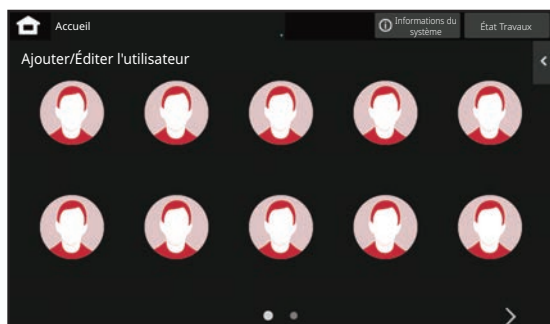 Accueil
Informations du
système
État Travaux
Ajouter/Éditer l'utilisateur